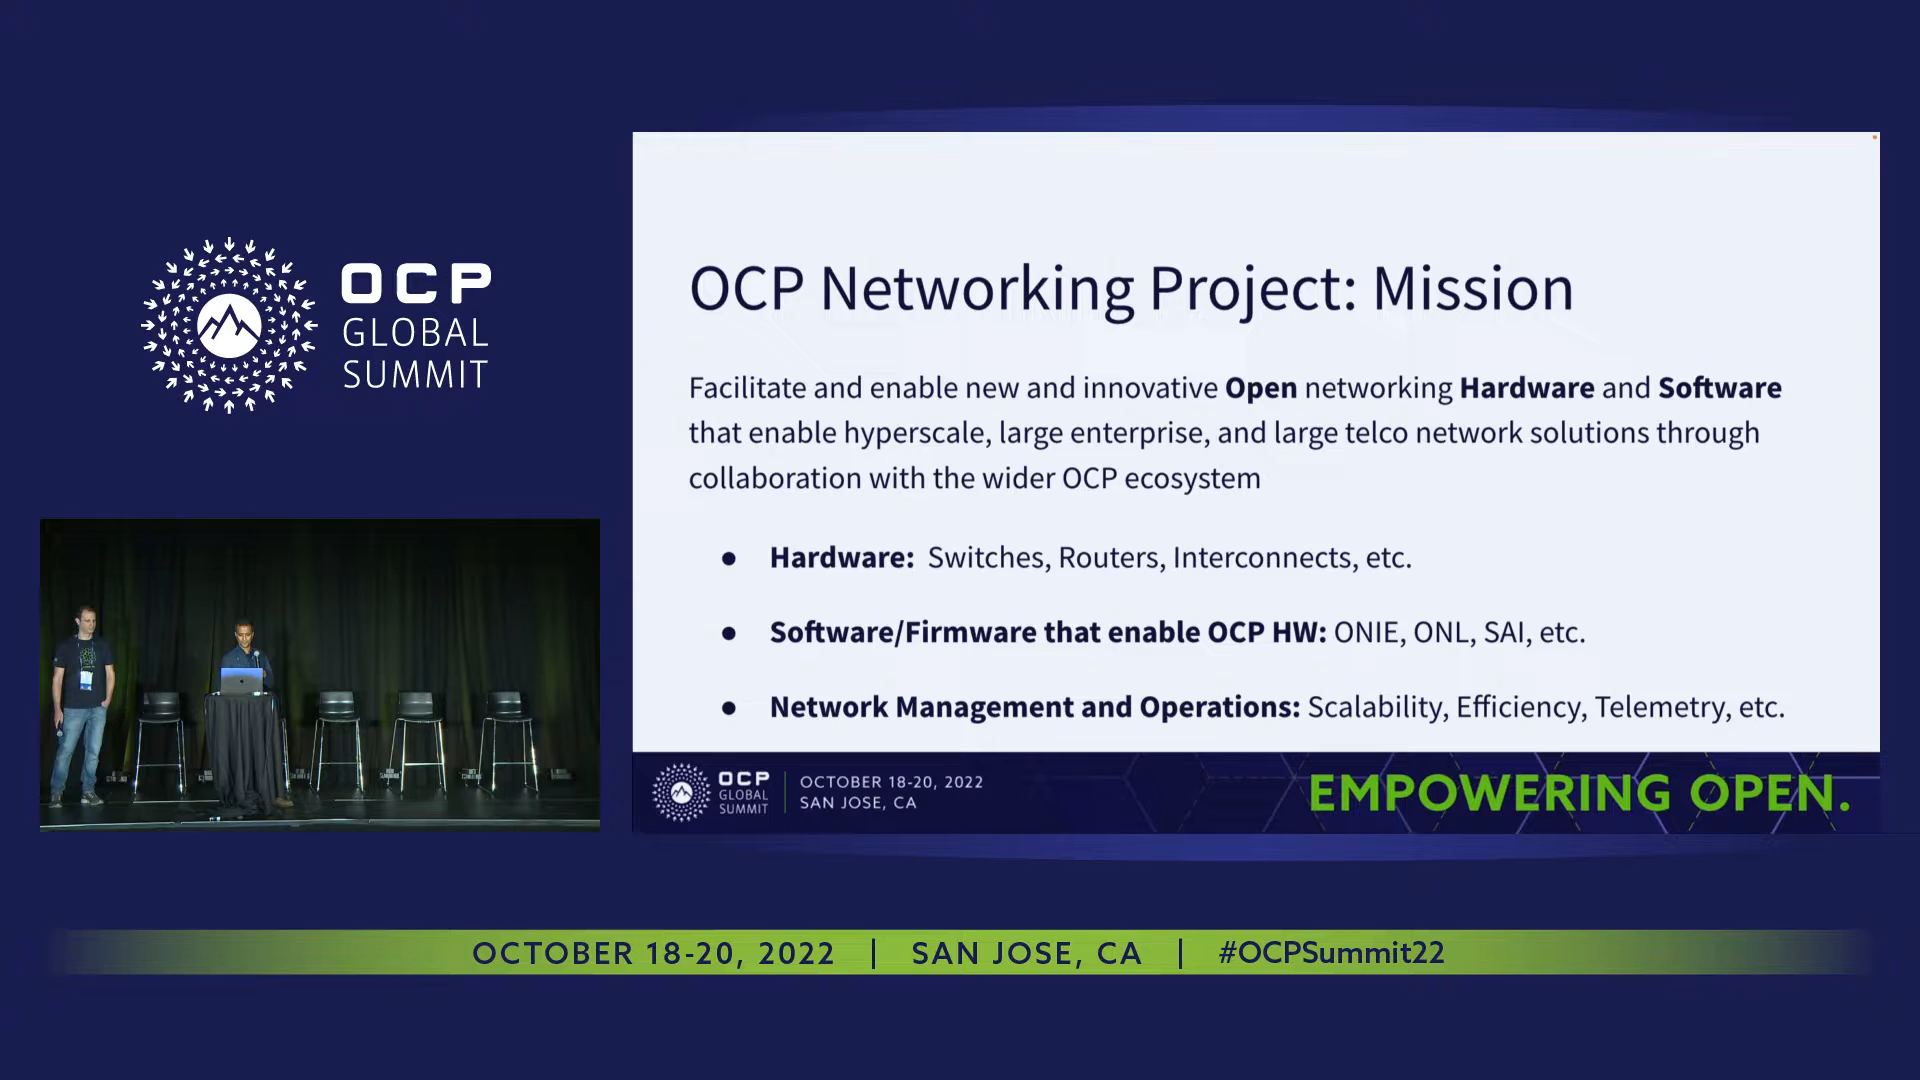 OCP
GLOBAL
SUMMIT
OCP Networking Project: Mission
Facilitate and enable new and innovative Open networking Hardware and Software
that enable hyperscale, large enterprise, and large telco network solutions through
collaboration with the wider OCP ecosystem
● Hardware: Switches, Routers, Interconnects, etc.
● Software/Firmware that enable OCP HW: ONIE, ONL, SAI, etc.
● Network Management and Operations: Scalability, Efficiency, Telemetry, etc.
OCP
GLOBAL
SUMMIT
OCTOBER 18-20, 2022
SAN JOSE, CA
EMPOWERING OPEN.
OCTOBER 18-20, 2022 | SAN JOSE, CA | #OCPSummit22